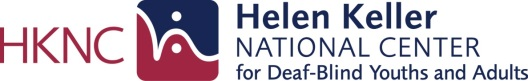 HKNC
Helen Keller
NATIONAL CENTER
for Deaf-Blind Youths and Adults